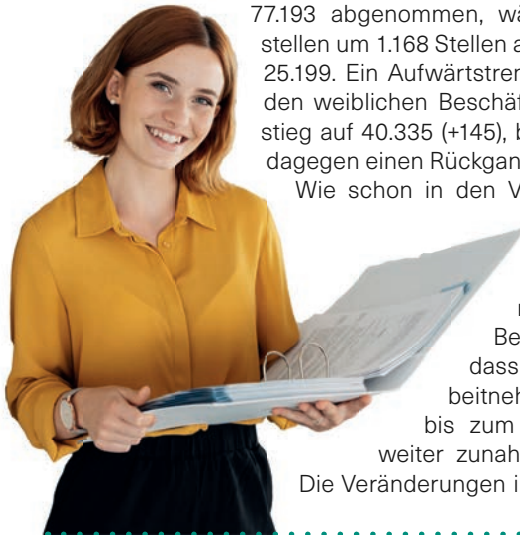 77.193 abgenommen, wä
stellen um 1.168 Stellen a
25.199. Ein Aufwärtstren
den weiblichen Beschäf
stieg auf 40.335 (+145), b
dagegen einen Rückgan
Wie schon in den V
Be
dass
beitneh
bis zum
weiter zunah
Die Veränderungen i